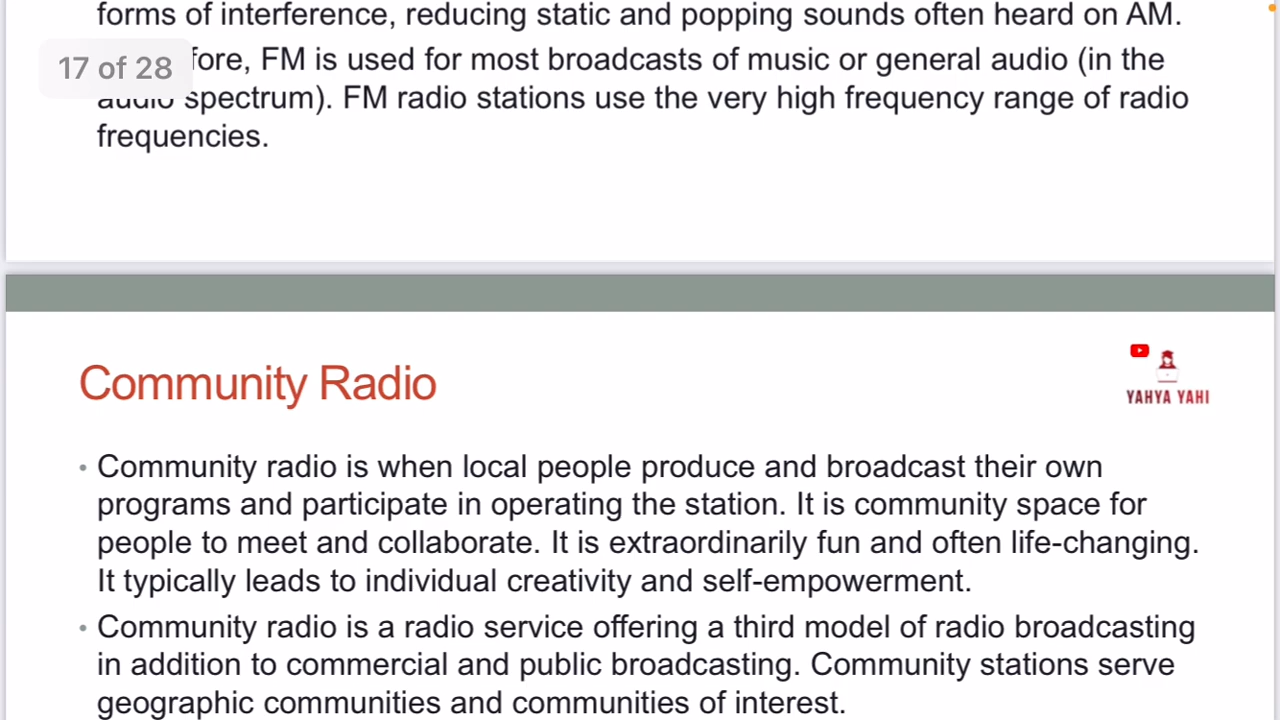 forms of interference, reducing static and popping sounds often heard on AM.
17 of 28
fore, FM is used for most broadcasts of music or general audio (in the
audio spectrum). FM radio stations use the very high frequency range of radio
frequencies.
Community Radio
YAHYA YAHI
• Community radio is when local people produce and broadcast their own
programs and participate in operating the station. It is community space for
people to meet and collaborate. It is extraordinarily fun and often life-changing.
It typically leads to individual creativity and self-empowerment.
• Community radio is a radio service offering a third model of radio broadcasting
in addition to commercial and public broadcasting. Community stations serve
geographic communities and communities of interest.